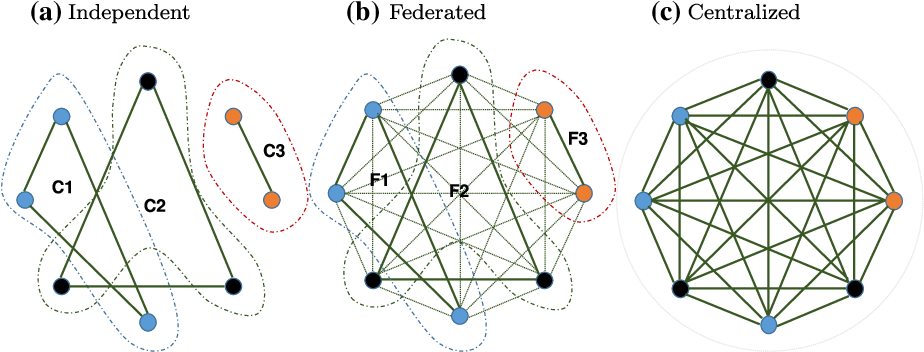 (a) Independent
(b) Federated
(c) Centralized
C1
C2
C3
F1
F2
F3